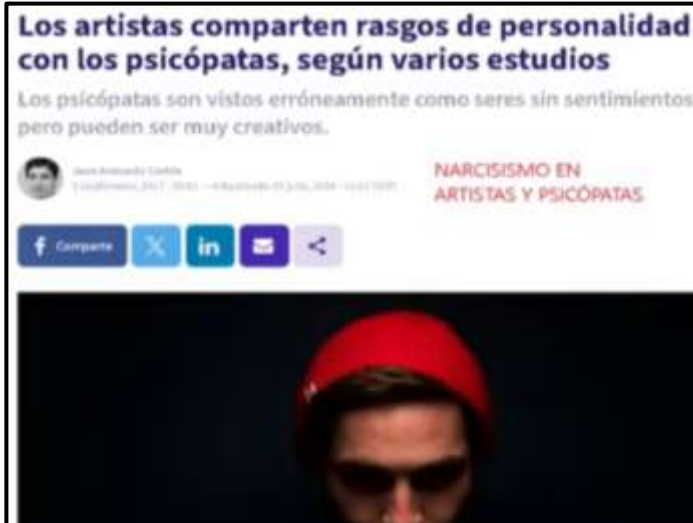 Los artistas comparten rasgos de personalidad
con los psicópatas, según varios estudios
Los psicópatas son vistos erróneamente como seres sin sentimientos
pero pueden ser muy creativos.
NARCISISMO EN
ARTISTAS Y PSICÓPATAS
f Comparte
X
in